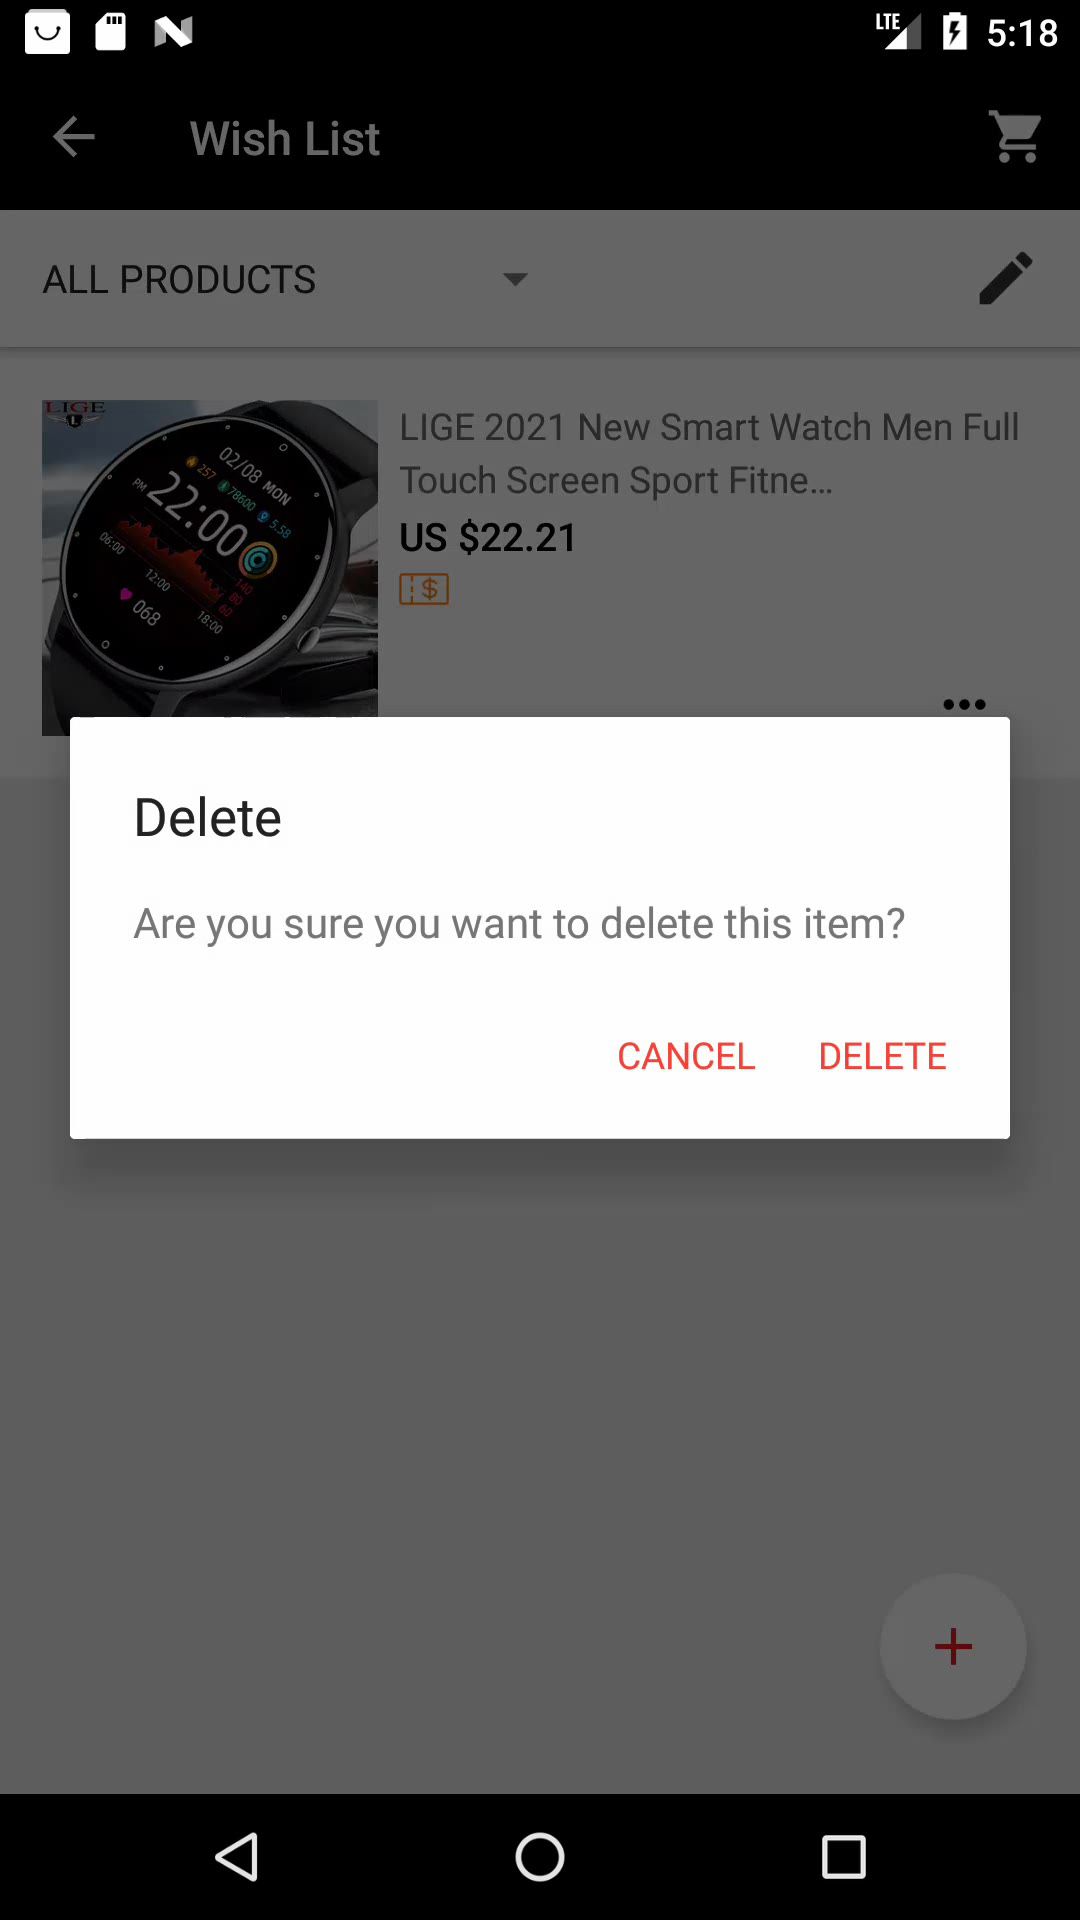 LTE 5:18
Wish List
ALL PRODUCTS
LIGE
L
02/08 MON
257 78600 5.58
PM 22:00
06:00
12:00
18:00
140
80
60
068
LIGE 2021 New Smart Watch Men Full
Touch Screen Sport Fitne...
US $22.21
$
Delete
Are you sure you want to delete this item?
CANCEL DELETE